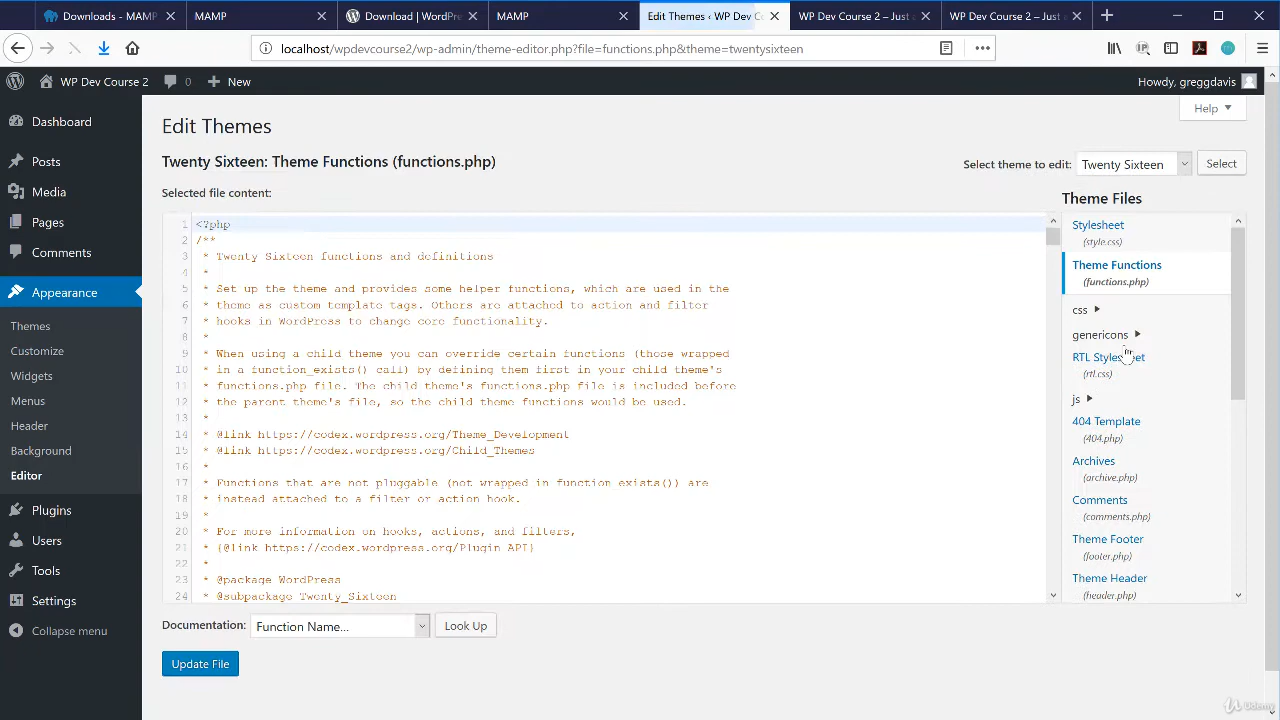 Downloads - MAMP
MAMP
Download | WordPre
MAMP
Edit Themes ‹ WP Dev C
WP Dev Course 2 – Just a
WP Dev Course 2 – Just a
localhost/wpdevcourse2/wp-admin/theme-editor.php?file=functions.php&theme=twentysixteen
WP Dev Course 2
0
New
Howdy, greggdavis
Dashboard
Posts
Media
Pages
Comments
Appearance
Themes
Customize
Widgets
Menus
Header
Background
Editor
Plugins
Users
Tools
Settings
Collapse menu
Help
Edit Themes
Twenty Sixteen: Theme Functions (functions.php)
Select theme to edit: Twenty Sixteen Select
Selected file content:
1 <?php
2 /**
3 * Twenty Sixteen functions and definitions
4 *
5 * Set up the theme and provides some helper functions, which are used in the
6 * theme as custom template tags. Others are attached to action and filter
7 * hooks in WordPress to change core functionality.
8 *
9 * When using a child theme you can override certain functions (those wrapped
10 * in a function_exists() call) by defining them first in your child theme's
11 * functions.php file. The child theme's functions.php file is included before
12 * the parent theme's file, so the child theme functions would be used.
13 *
14 * @link https://codex.wordpress.org/Theme_Development
15 * @link https://codex.wordpress.org/Child_Themes
16 *
17 * Functions that are not pluggable (not wrapped in function_exists()) are
18 * instead attached to a filter or action hook.
19 *
20 * For more information on hooks, actions, and filters,
21 * {@link https://codex.wordpress.org/Plugin_API}
22 *
23 * @package WordPress
24 * @subpackage Twenty_Sixteen
Theme Files
Stylesheet
(style.css)
Theme Functions
(functions.php)
css
genericons
RTL Stylesheet
(rtl.css)
js
404 Template
(404.php)
Archives
(archive.php)
Comments
(comments.php)
Theme Footer
(footer.php)
Theme Header
(header.php)
Documentation: Function Name... Look Up
Update File
Udemy